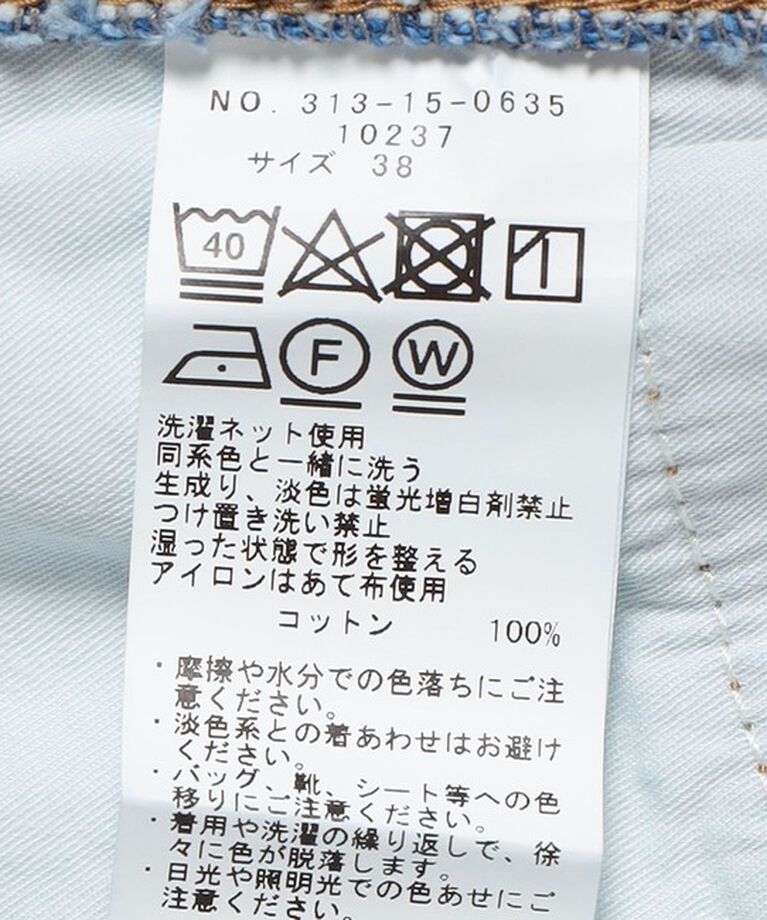 NO. 313-15-0635
10237
サイズ 38
40
F W
洗濯ネット使用
同系色と一緒に洗う
生成り、淡色は蛍光増白剤禁止
つけ置き洗い禁止
湿った状態で形を整える
アイロンはあて布使用
コットン 100%
・摩擦や水分での色落ちにご注
意ください。
・淡色系との着あわせはお避け
ください。
・バッグ、靴、シート等への色
移りにご注意ください。
・着用や洗濯の繰り返しで、徐
々に色が脱落します。
・日光や照明光での色あせにご
注意ください。